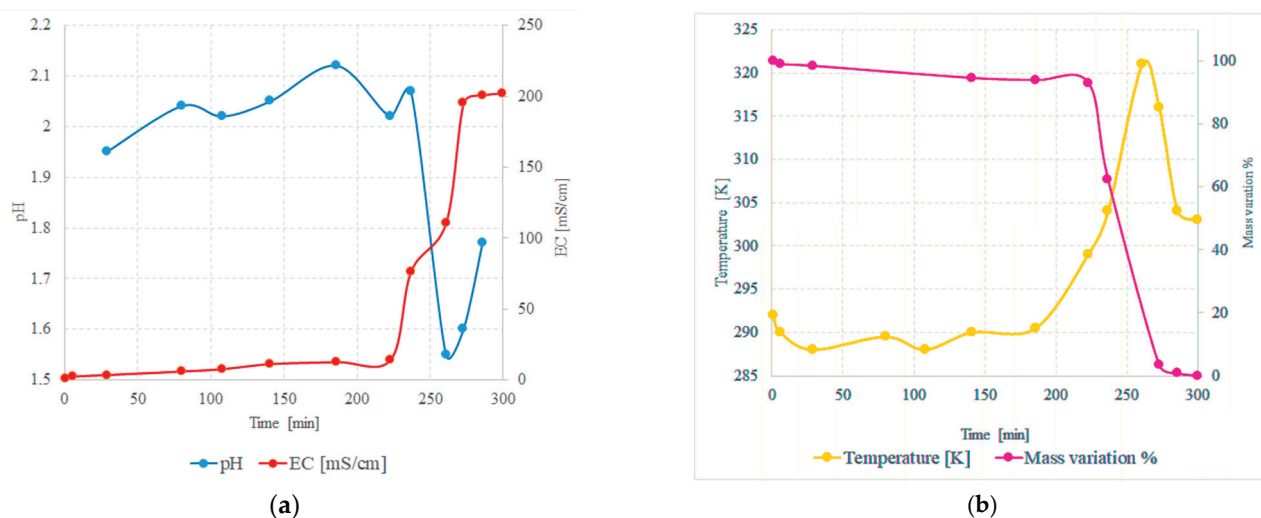 2.2
2.1
2
1.9
1.8
1.7
1.6
1.5
pH
250
200
150
100
50
0
EC [mS/cm]
0 50 100 150 200 250 300
Time [min]
pH EC [mS/cm]
(a)
325
320
315
310
305
300
295
290
285
Temperature [K]
100
80
60
40
20
0
Mass variation %
0 50 100 150 200 250 300
Time [min]
Temperature [K] Mass variation %
(b)